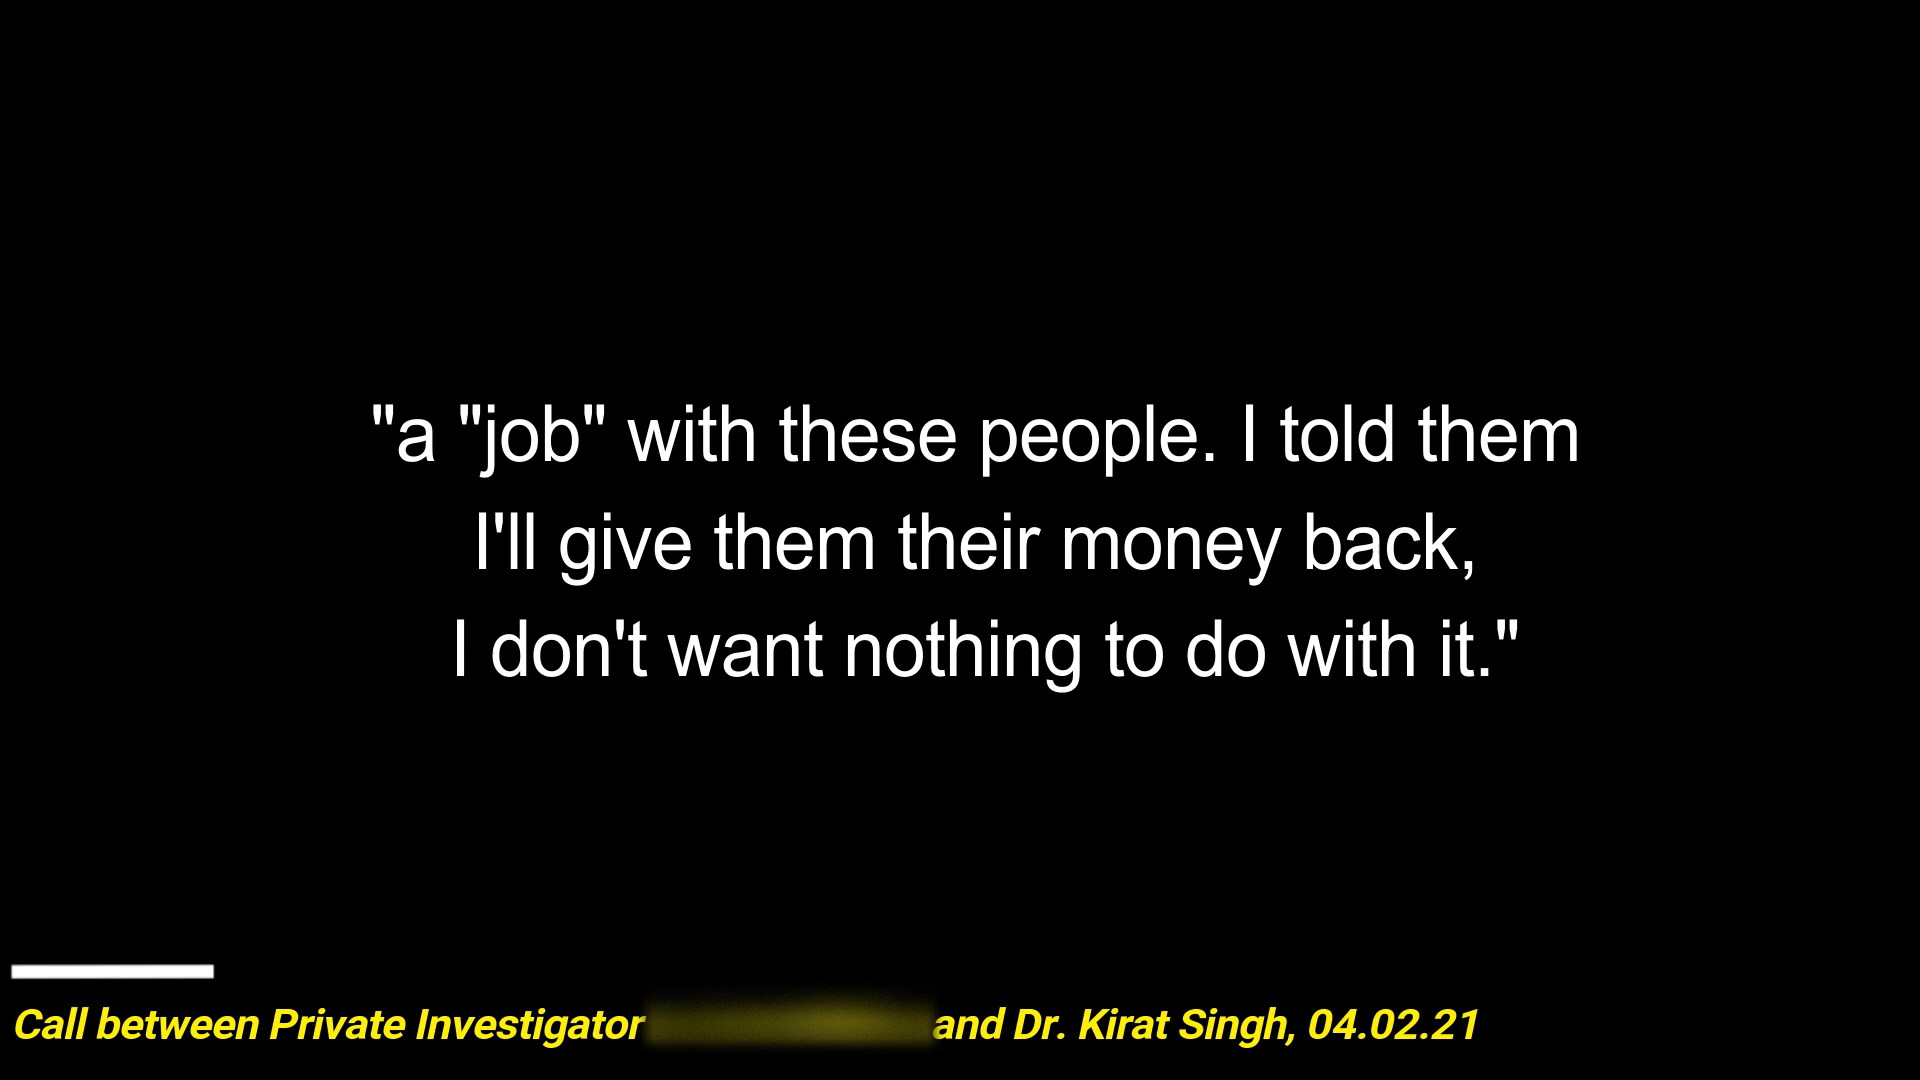 "a "job" with these people. I told them
I'll give them their money back,
I don't want nothing to do with it."
Call between Private Investigator and Dr. Kirat Singh, 04.02.21